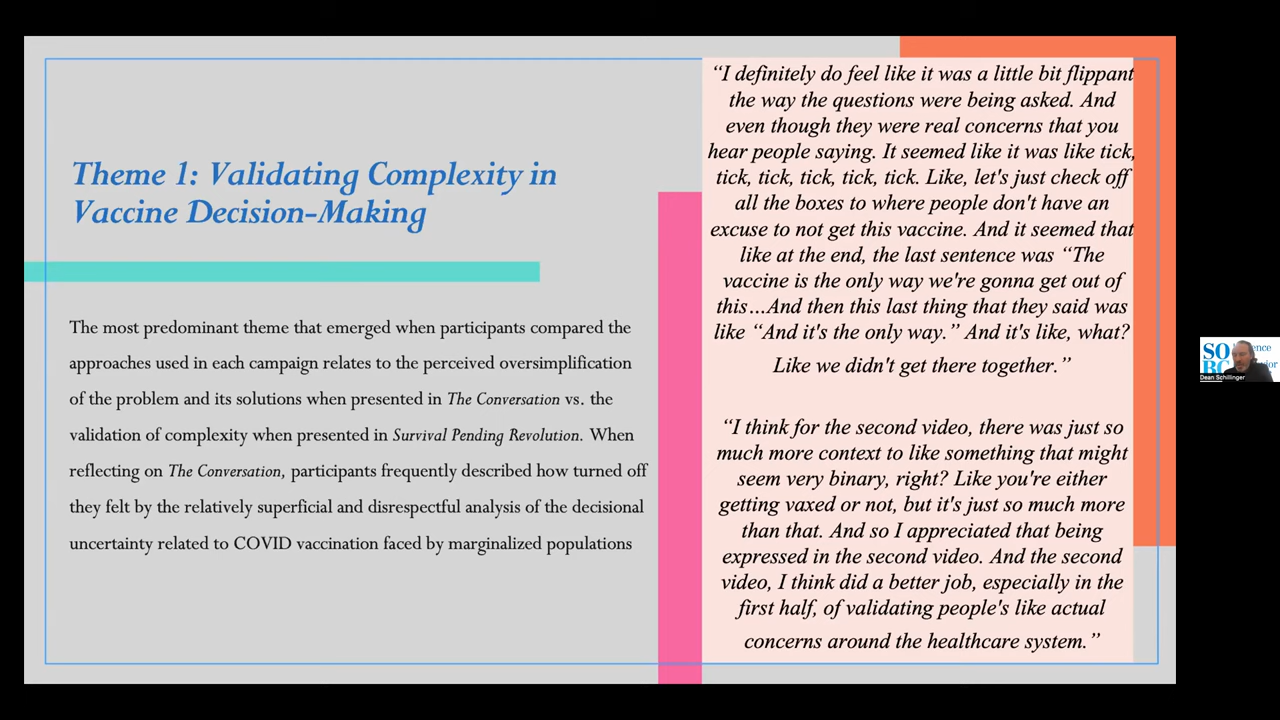 Theme 1: Validating Complexity in
Vaccine Decision-Making
The most predominant theme that emerged when participants compared the
approaches used in each campaign relates to the perceived oversimplification
of the problem and its solutions when presented in The Conversation vs. the
validation of complexity when presented in Survival Pending Revolution. When
reflecting on The Conversation, participants frequently described how turned off
they felt by the relatively superficial and disrespectful analysis of the decisional
uncertainty related to COVID vaccination faced by marginalized populations
“I definitely do feel like it was a little bit flippant
the way the questions were being asked. And
even though they were real concerns that you
hear people saying. It seemed like it was like tick,
tick, tick, tick, tick, tick. Like, let's just check off
all the boxes to where people don't have an
excuse to not get this vaccine. And it seemed that
like at the end, the last sentence was “The
vaccine is the only way we're gonna get out of
this…And then this last thing that they said was
like “And it's the only way.” And it's like, what?
Like we didn't get there together.”
“I think for the second video, there was just so
much more context to like something that might
seem very binary, right? Like you're either
getting vaxed or not, but it's just so much more
than that. And so I appreciated that being
expressed in the second video. And the second
video, I think did a better job, especially in the
first half, of validating people's like actual
concerns around the healthcare system.”
SO
Dean Schillinger